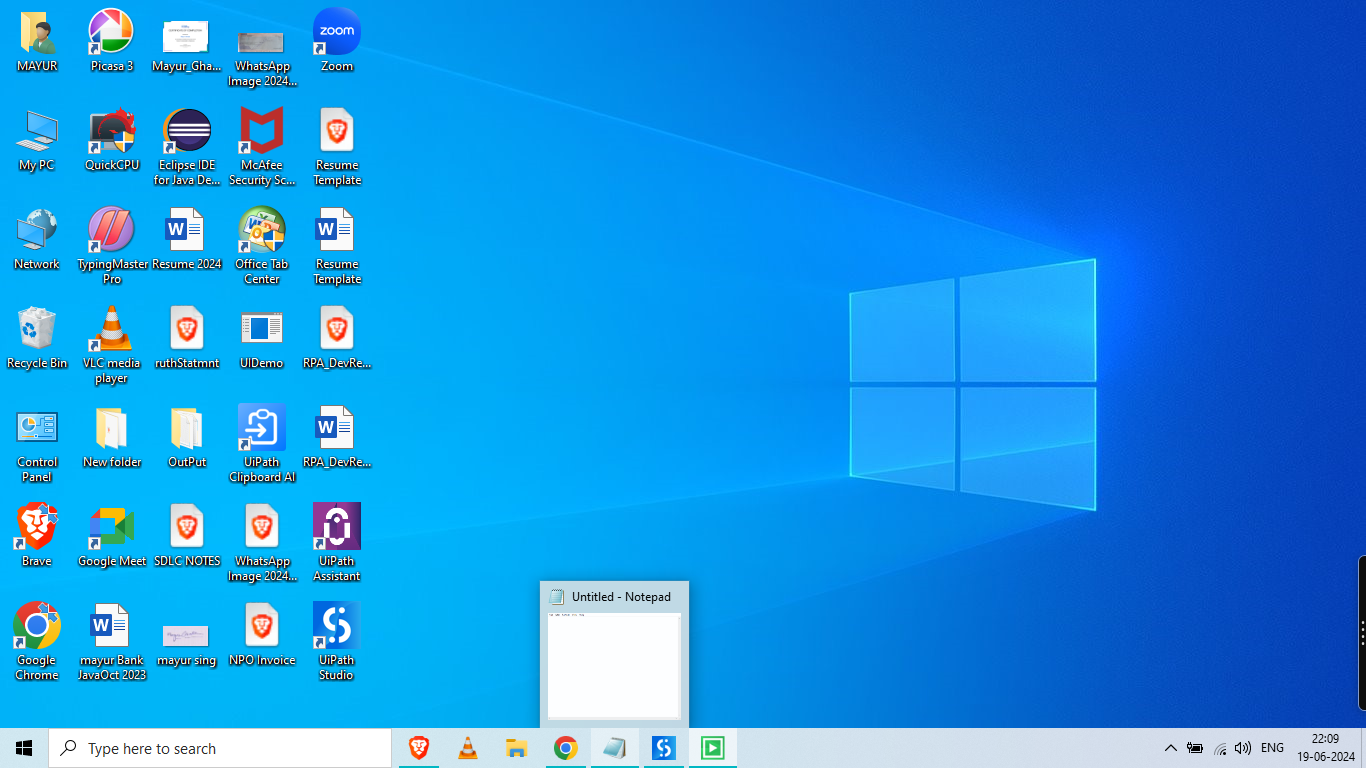 MAYUR
Picasa 3
Mayur_Gha...
WhatsApp
Image 2024...
zoom
Zoom
My PC
QuickCPU
Eclipse IDE
for Java De...
McAfee
Security Sc...
Resume
Template
Network
TypingMaster
Pro
Resume 2024
Office Tab
Center
Resume
Template
Recycle Bin
VLC media
player
ruthStatmnt
UIDemo
RPA_DevRe...
Control
Panel
New folder
OutPut
UiPath
Clipboard AI
RPA_DevRe...
Brave
Google Meet
SDLC NOTES
WhatsApp
Image 2024...
UiPath
Assistant
Google
Chrome
mayur Bank
JavaOct 2023
mayur sing
NPO Invoice
UiPath
Studio
Untitled - Notepad
Type here to search
ENG
22:09
19-06-2024